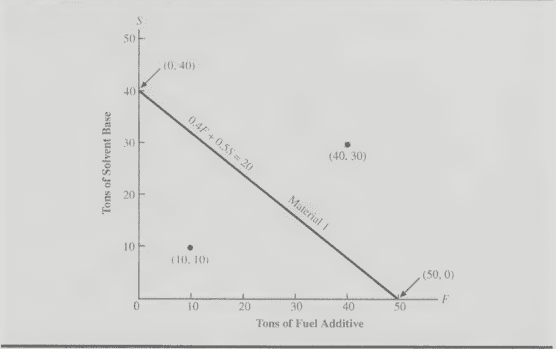 S
50
(0, 40)
40
0.4F + 0.5S = 20
30
(40, 30)
Material 1
20
10
(10, 10)
(50, 0)
0 10 20 30 40 50 F
Tons of Solvent Base
Tons of Fuel Additive